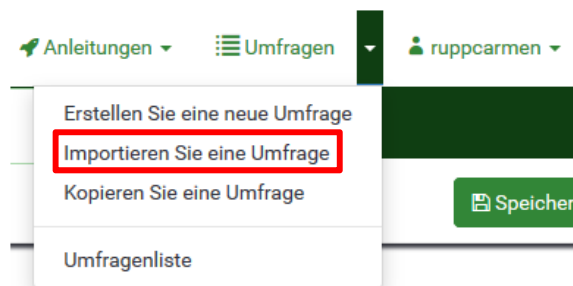 Anleitungen
Umfragen
ruppcarmen
Erstellen Sie eine neue Umfrage
Importieren Sie eine Umfrage
Kopieren Sie eine Umfrage
Speicher
Umfragenliste